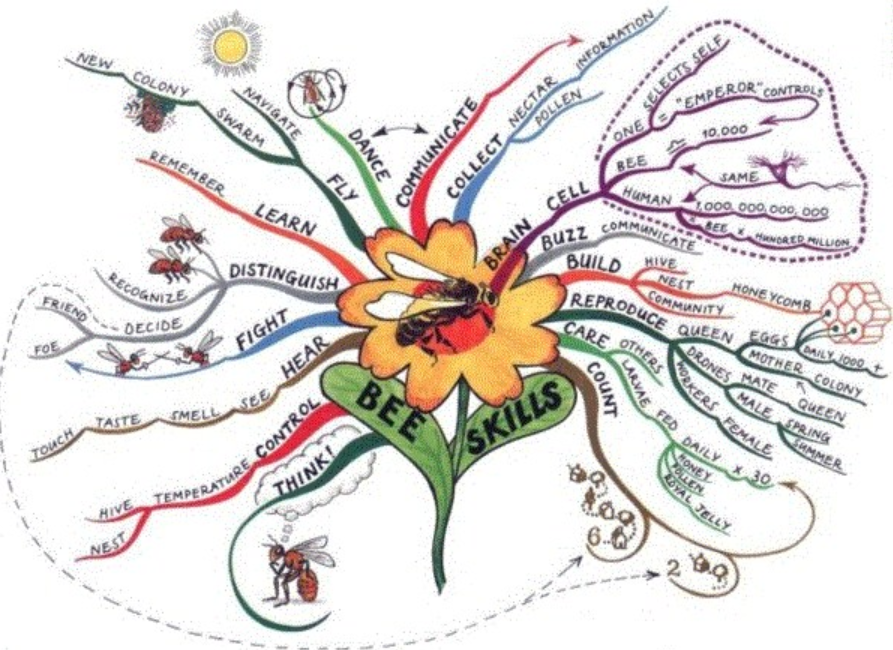 BEE SKILLS
BRAIN
CELL
ONE
SELECTS SELF
= "EMPEROR" CONTROLS
BEE
≃ 10,000
HUMAN
SAME
1,000,000,000,000
BEE x HUNDRED MILLION
BUZZ
COMMUNICATE
BUILD
HIVE
NEST
COMMUNITY
HONEYCOMB
REPRODUCE
QUEEN
EGGS
DAILY 1000 +
MOTHER COLONY
DRONES
MATE
QUEEN
MALE
SPRING
SUMMER
WORKERS
FEMALE
CARE
OTHERS
LARVAE
FED
DAILY x 30
HONEY
POLLEN
ROYAL JELLY
COUNT
6
2
THINK!
CONTROL
TEMPERATURE
HIVE
NEST
HEAR
SEE
SMELL
TASTE
TOUCH
FIGHT
DISTINGUISH
RECOGNIZE
DECIDE
FRIEND
FOE
LEARN
REMEMBER
FLY
NAVIGATE
SWARM
NEW COLONY
DANCE
COMMUNICATE
COLLECT
NECTAR
INFORMATION
POLLEN